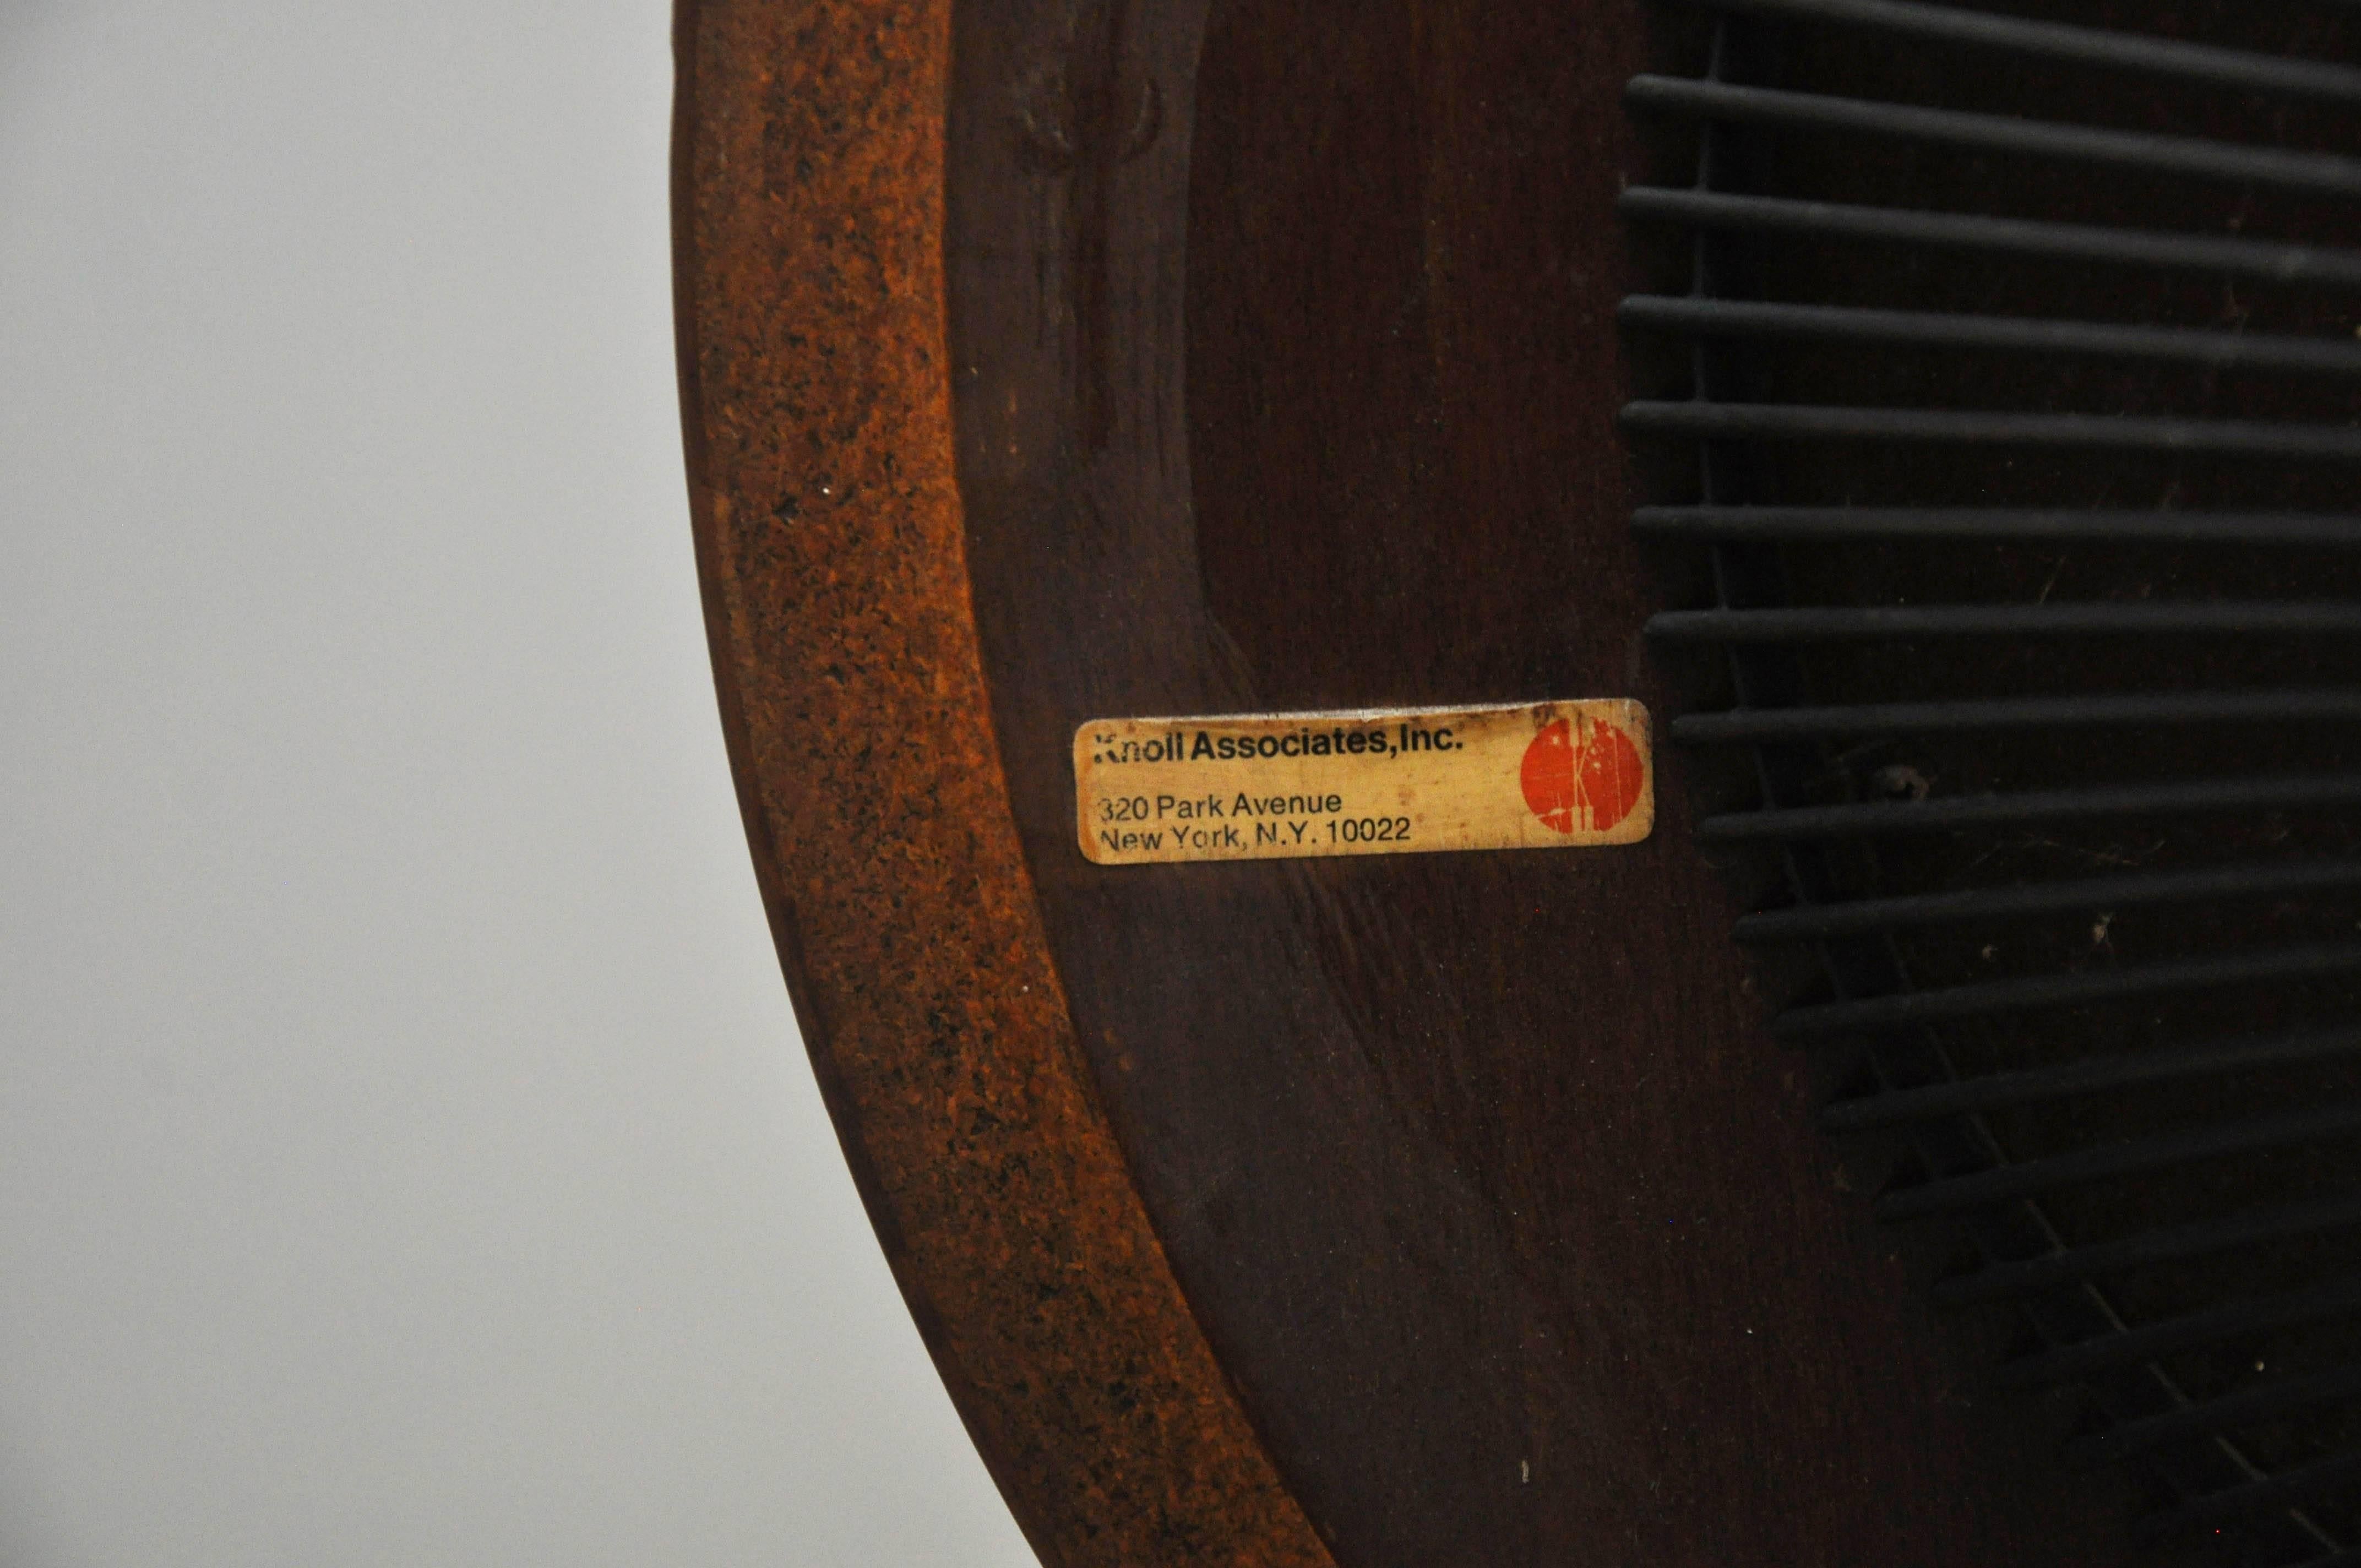 Knoll Associates, Inc.
320 Park Avenue
New York, N.Y. 10022
K